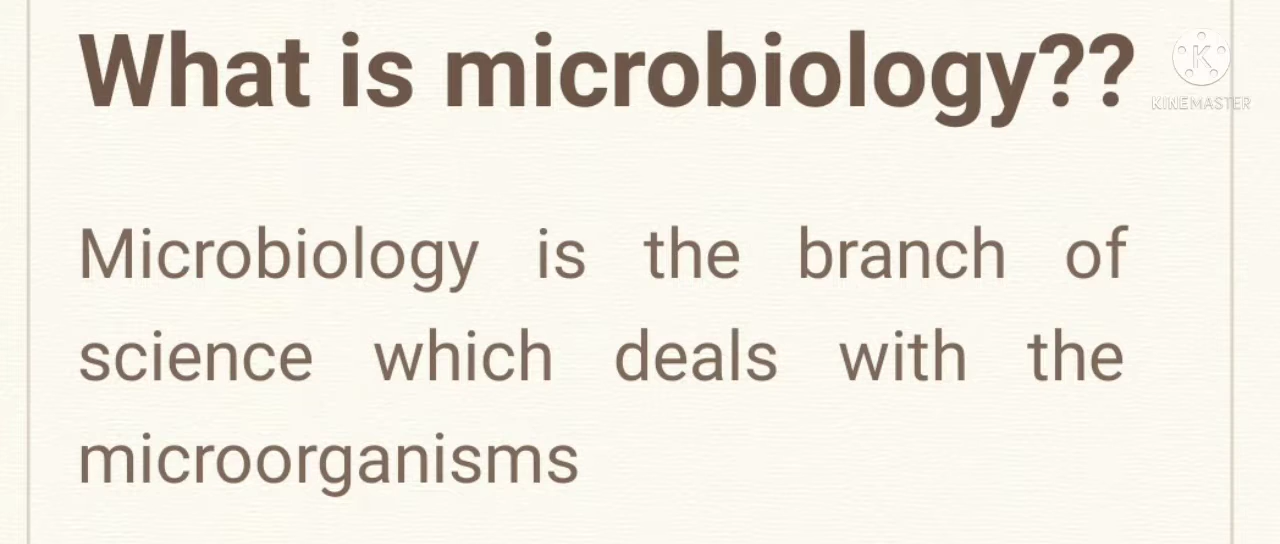 What is microbiology??
KINEMASTER
Microbiology is the branch of
science which deals with the
microorganisms